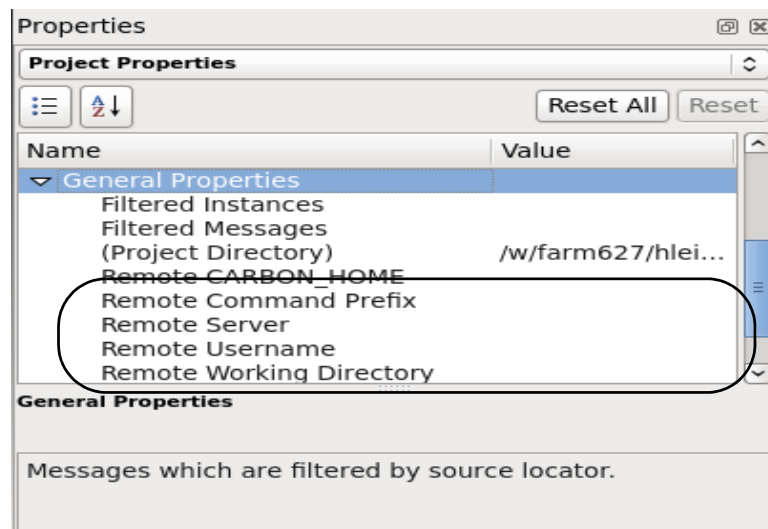 Properties
Project Properties
Reset All Reset
Name Value
General Properties
Filtered Instances
Filtered Messages
(Project Directory) /w/farm627/hlei...
Remote CARBON_HOME
Remote Command Prefix
Remote Server
Remote Username
Remote Working Directory
General Properties
Messages which are filtered by source locator.